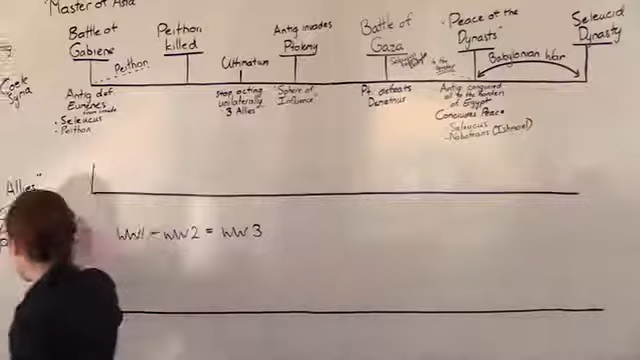 "Master of Asia"
Battle of
Gabiene
Peithon
killed
Ultimatum
Antig invades
Ptolemy
Battle of
Gaza
"Peace of the
Dynasts"
Babylonian War
Seleucid
Dynasty
Peithon
Antig def.
Eumenes
- Seleucus
- Peithon
Stop acting
unilaterally
3 Allies
"Sphere of
Influence"
Pt. defeats
Demetrius
Antig conquered
all to the borders
of Egypt
Concludes Peace
Seleucus
- Nabateans (Ishmael)
Coele
Syria
Allies"
WW1 - WW2 = WW3